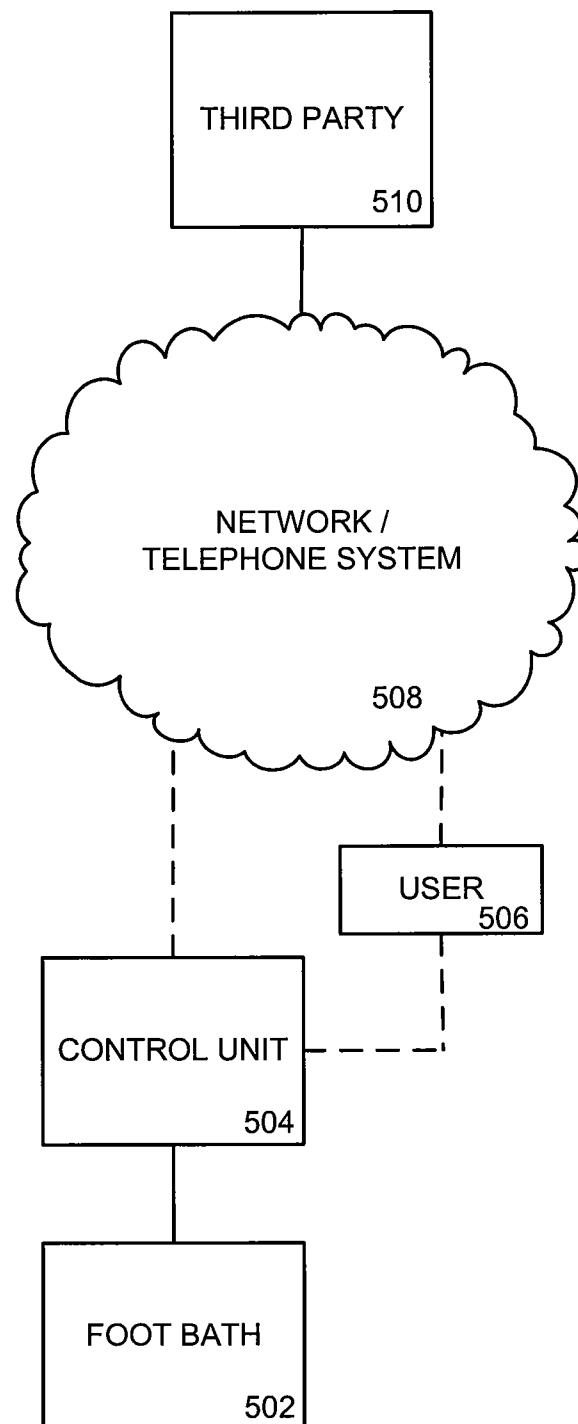 THIRD PARTY
510
NETWORK /
TELEPHONE SYSTEM
508
USER
506
CONTROL UNIT
504
FOOT BATH
502